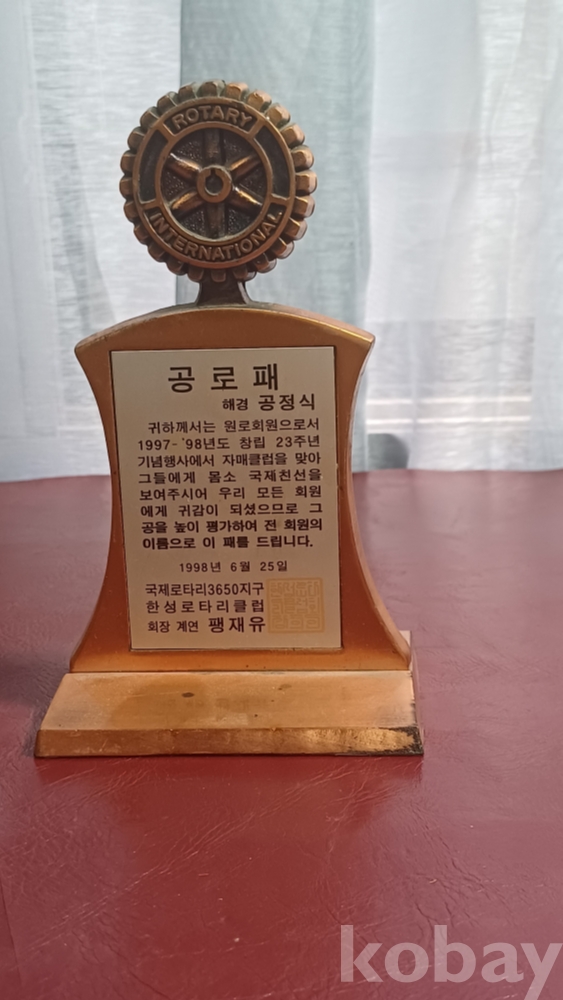 ROTARY
INTERNATIONAL
공로패
해경 공정식
귀하께서는 원로회원으로서
1997-'98년도 창립 23주년
기념행사에서 자매클럽을 맞아
그들에게 몸소 국제친선을
보여주시어 우리 모든 회원
에게 귀감이 되셨으므로 그
공을 높이 평가하여 전 회원의
이름으로 이 패를 드립니다.
1998년 6월 25일
국제로타리3650지구
한성로타리클럽
회장 계연 팽재유
kobay